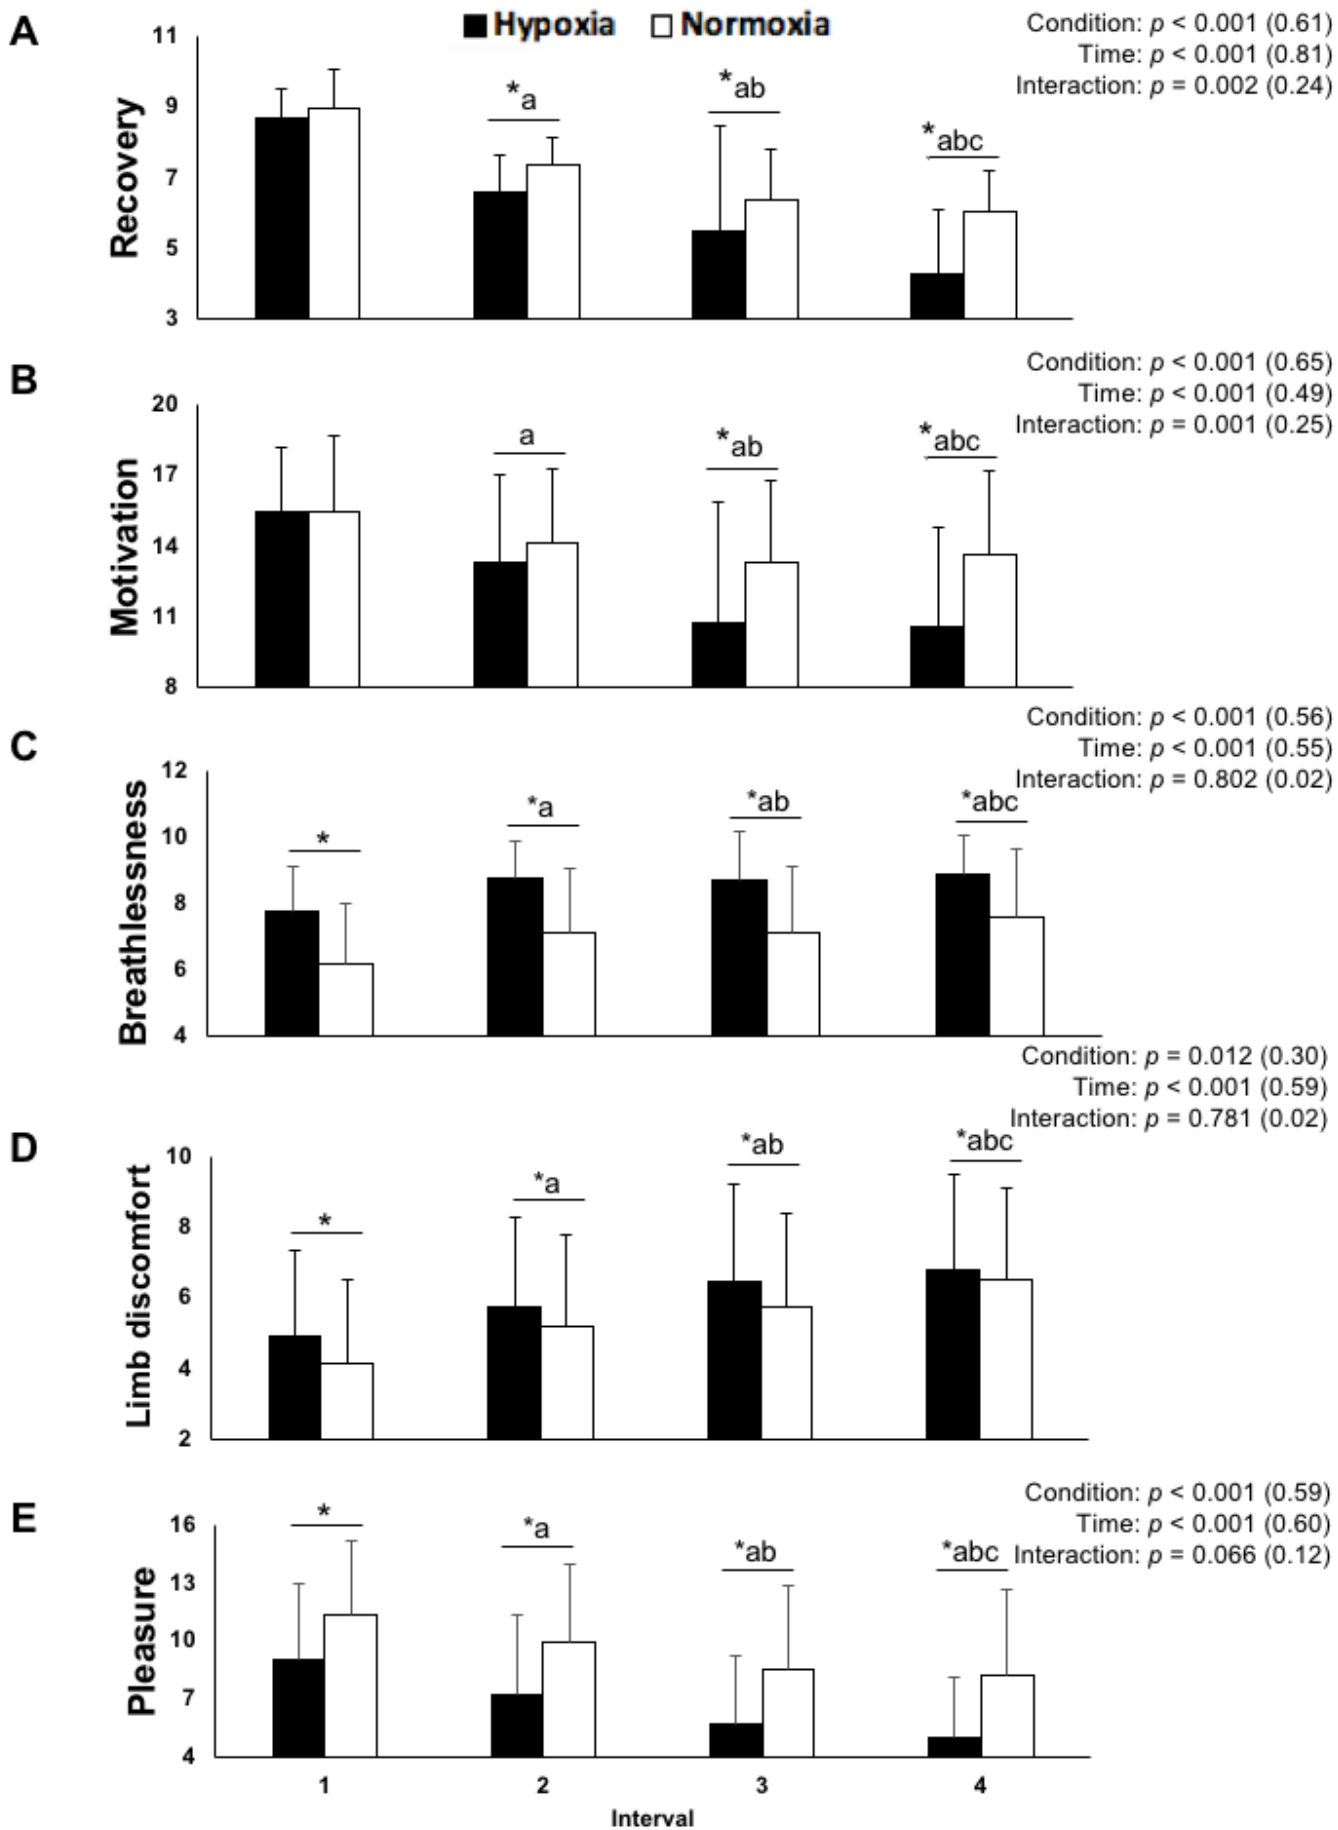 A
Hypoxia Normoxia
Condition: p < 0.001 (0.61)
Time: p < 0.001 (0.81)
Interaction: p = 0.002 (0.24)
Recovery
11
9
7
5
3
*a
*ab
*abc
B
Condition: p < 0.001 (0.65)
Time: p < 0.001 (0.49)
Interaction: p = 0.001 (0.25)
Motivation
20
17
14
11
8
a
*ab
*abc
C
Condition: p < 0.001 (0.56)
Time: p < 0.001 (0.55)
Interaction: p = 0.802 (0.02)
Breathlessness
12
10
8
6
4
*
*a
*ab
*abc
D
Condition: p = 0.012 (0.30)
Time: p < 0.001 (0.59)
Interaction: p = 0.781 (0.02)
Limb discomfort
10
8
6
4
2
*
*a
*ab
*abc
E
Condition: p < 0.001 (0.59)
Time: p < 0.001 (0.60)
Interaction: p = 0.066 (0.12)
Pleasure
16
13
10
7
4
*
*a
*ab
*abc
1 2 3 4
Interval